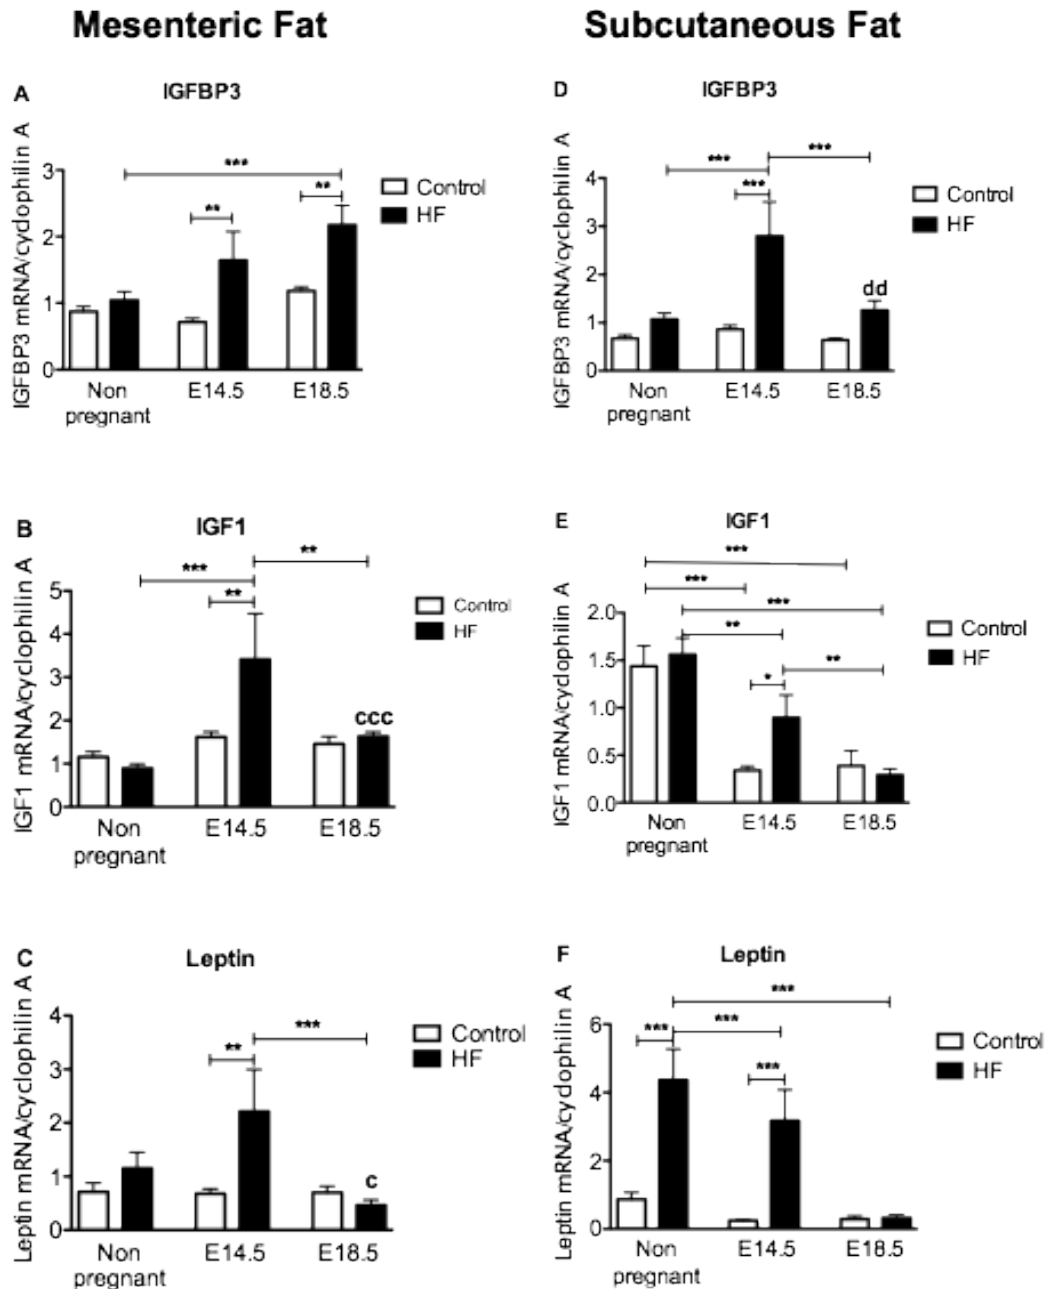 Mesenteric Fat
Subcutaneous Fat
A
IGFBP3
IGFBP3 mRNA/cyclophilin A
3
2
1
0
***
**
**
Control
HF
Non pregnant
E14.5
E18.5
D
IGFBP3
IGFBP3 mRNA/cyclophilin A
4
3
2
1
0
***
***
***
dd
Control
HF
Non pregnant
E14.5
E18.5
B
IGF1
IGF1 mRNA/cyclophilin A
5
4
3
2
1
0
**
***
**
ccc
Control
HF
Non pregnant
E14.5
E18.5
E
IGF1
IGF1 mRNA/cyclophilin A
2.0
1.5
1.0
0.5
0.0
***
***
***
**
**
*
Control
HF
Non pregnant
E14.5
E18.5
C
Leptin
Leptin mRNA/cyclophilin A
4
3
2
1
0
***
**
c
Control
HF
Non pregnant
E14.5
E18.5
F
Leptin
Leptin mRNA/cyclophilin A
6
4
2
0
***
***
***
***
Control
HF
Non pregnant
E14.5
E18.5